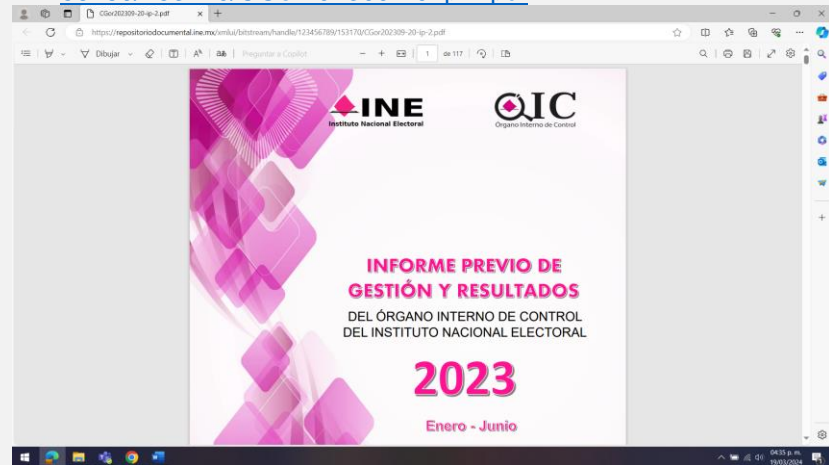 CGor202309-20-ip-2.pdf
https://repositoriodocumental.ine.mx/xmlui/bitstream/handle/123456789/153170/CGor202309-20-ip-2.pdf
Dibujar
Preguntar a Copilot
1 de 117
INE
Instituto Nacional Electoral
OIC
Órgano Interno de Control
INFORME PREVIO DE
GESTIÓN Y RESULTADOS
DEL ÓRGANO INTERNO DE CONTROL
DEL INSTITUTO NACIONAL ELECTORAL
2023
Enero - Junio
04:35 p. m.
19/03/2024